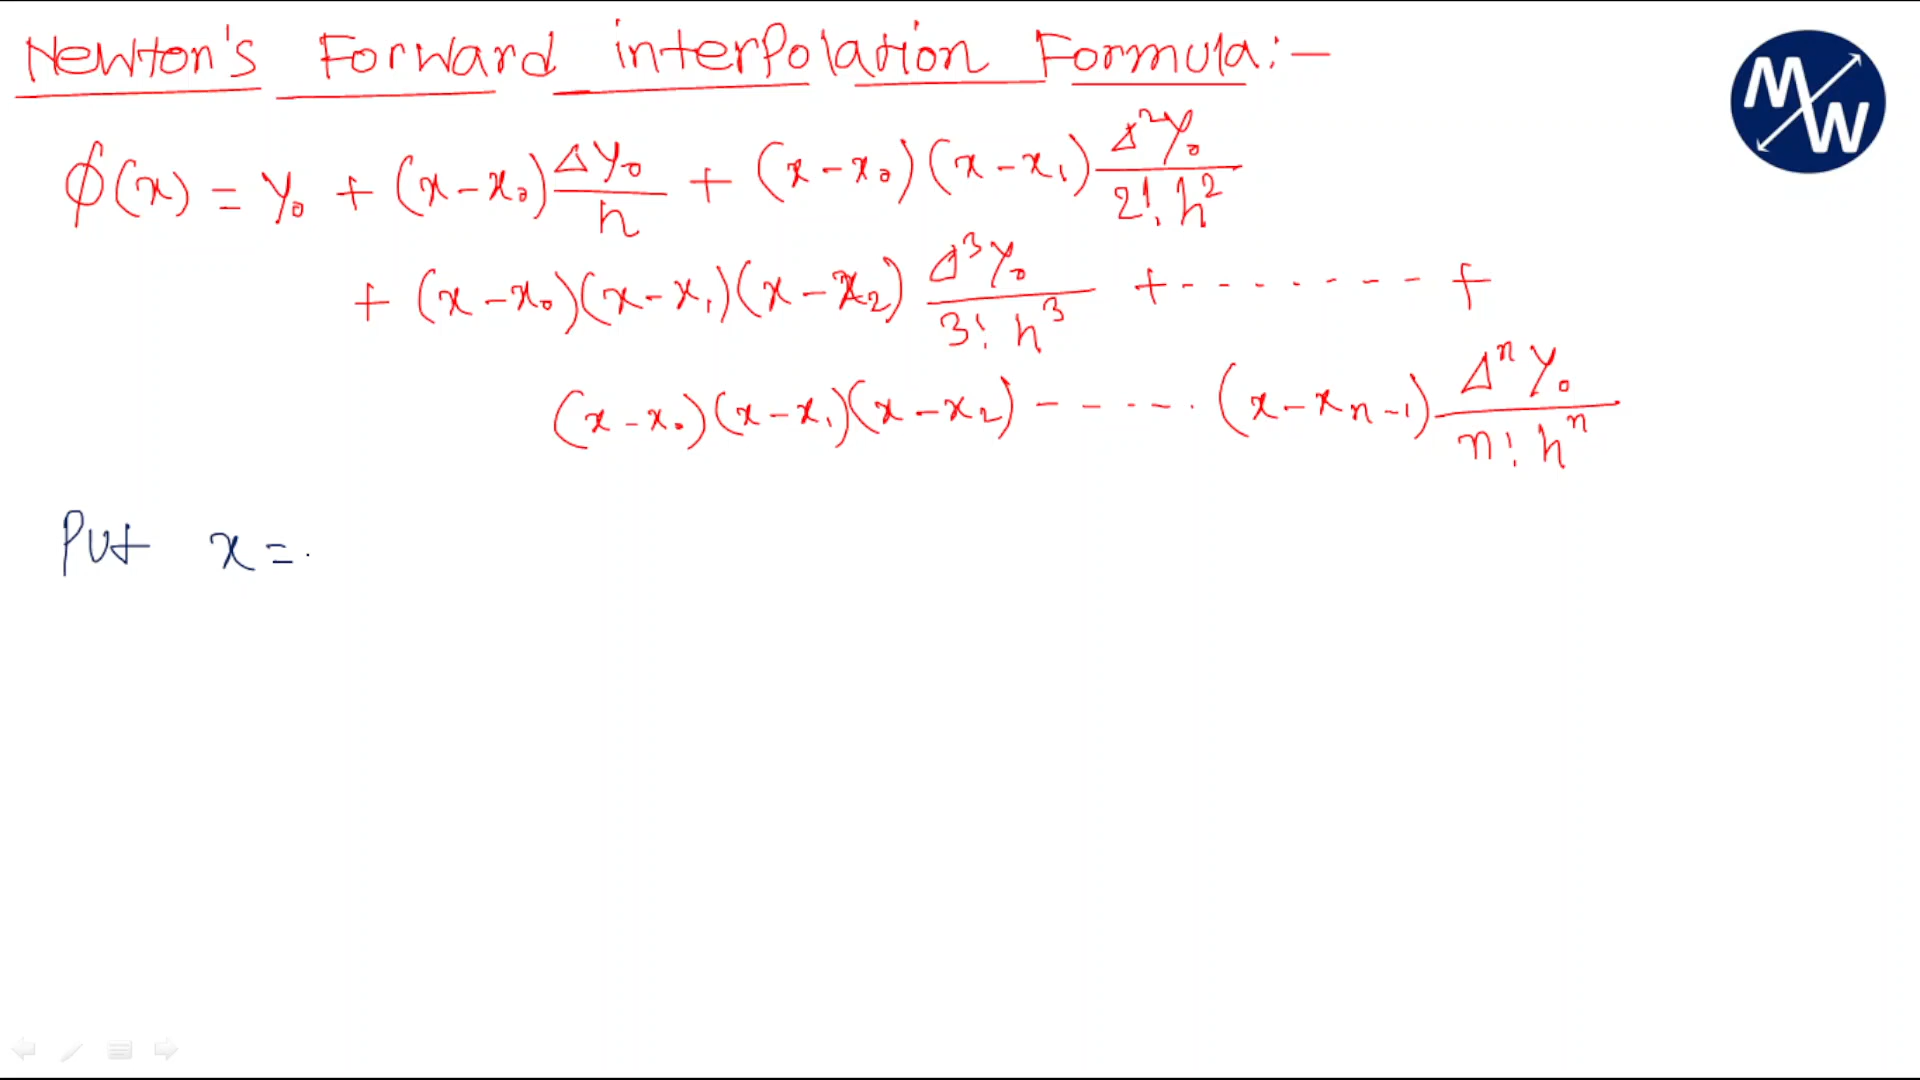 Newton's Forward interpolation Formula:-
MW
ϕ(x) = y₀ + (x-x₀) Δy₀/h + (x-x₀)(x-x₁) Δ²y₀/2!h²
+ (x-x₀)(x-x₁)(x-x₂) Δ³y₀/3!h³ + ------- +
(x-x₀)(x-x₁)(x-x₂) ------ (x-xₙ₋₁) Δⁿy₀/n!hⁿ
Put x=